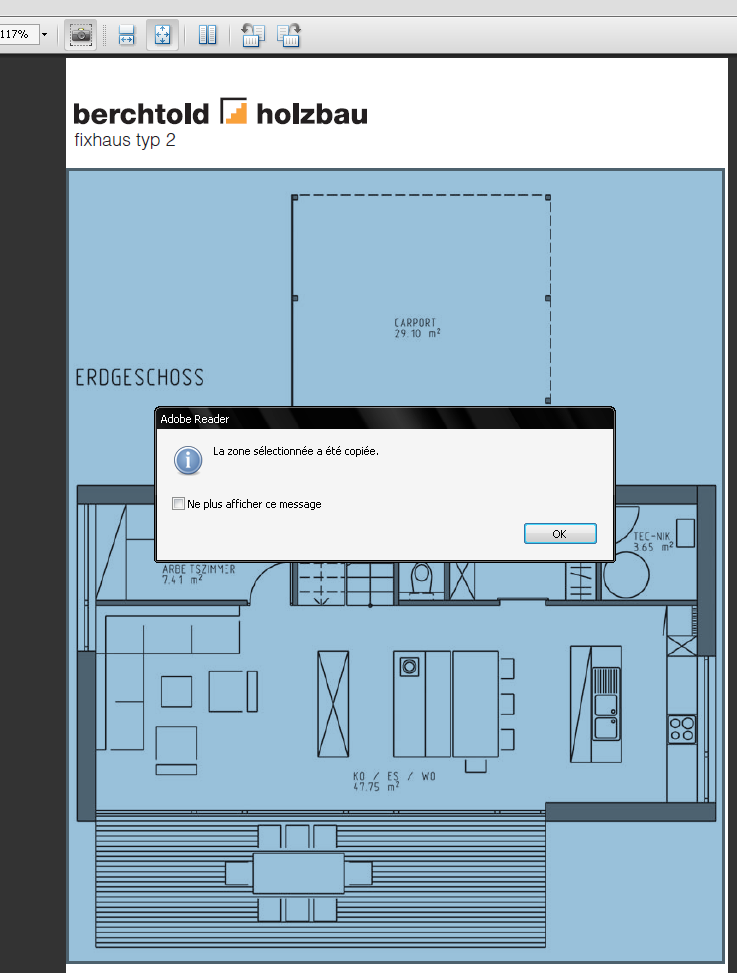 117%
berchtold holzbau
fixhaus typ 2
CARPORT
29.10 m²
ERDGESCHOSS
Adobe Reader
La zone sélectionnée a été copiée.
Ne plus afficher ce message
OK
TEC-NIK
3.65 m²
ARBEITSZIMMER
7.41 m²
KO / ES / WO
47.75 m²